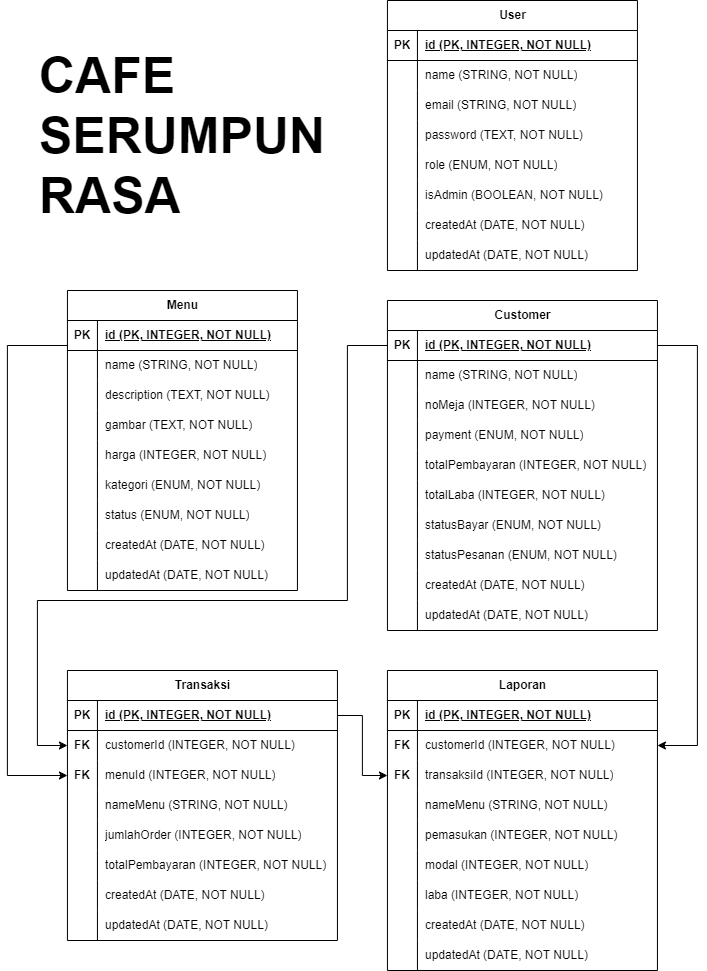 CAFE
SERUMPUN
RASA
User
PK id (PK, INTEGER, NOT NULL)
name (STRING, NOT NULL)
email (STRING, NOT NULL)
password (TEXT, NOT NULL)
role (ENUM, NOT NULL)
isAdmin (BOOLEAN, NOT NULL)
createdAt (DATE, NOT NULL)
updatedAt (DATE, NOT NULL)
Menu
PK id (PK, INTEGER, NOT NULL)
name (STRING, NOT NULL)
description (TEXT, NOT NULL)
gambar (TEXT, NOT NULL)
harga (INTEGER, NOT NULL)
kategori (ENUM, NOT NULL)
status (ENUM, NOT NULL)
createdAt (DATE, NOT NULL)
updatedAt (DATE, NOT NULL)
Customer
PK id (PK, INTEGER, NOT NULL)
name (STRING, NOT NULL)
noMeja (INTEGER, NOT NULL)
payment (ENUM, NOT NULL)
totalPembayaran (INTEGER, NOT NULL)
totalLaba (INTEGER, NOT NULL)
statusBayar (ENUM, NOT NULL)
statusPesanan (ENUM, NOT NULL)
createdAt (DATE, NOT NULL)
updatedAt (DATE, NOT NULL)
Transaksi
PK id (PK, INTEGER, NOT NULL)
FK customerId (INTEGER, NOT NULL)
FK menuId (INTEGER, NOT NULL)
nameMenu (STRING, NOT NULL)
jumlahOrder (INTEGER, NOT NULL)
totalPembayaran (INTEGER, NOT NULL)
createdAt (DATE, NOT NULL)
updatedAt (DATE, NOT NULL)
Laporan
PK id (PK, INTEGER, NOT NULL)
FK customerId (INTEGER, NOT NULL)
FK transaksiId (INTEGER, NOT NULL)
nameMenu (STRING, NOT NULL)
pemasukan (INTEGER, NOT NULL)
modal (INTEGER, NOT NULL)
laba (INTEGER, NOT NULL)
createdAt (DATE, NOT NULL)
updatedAt (DATE, NOT NULL)